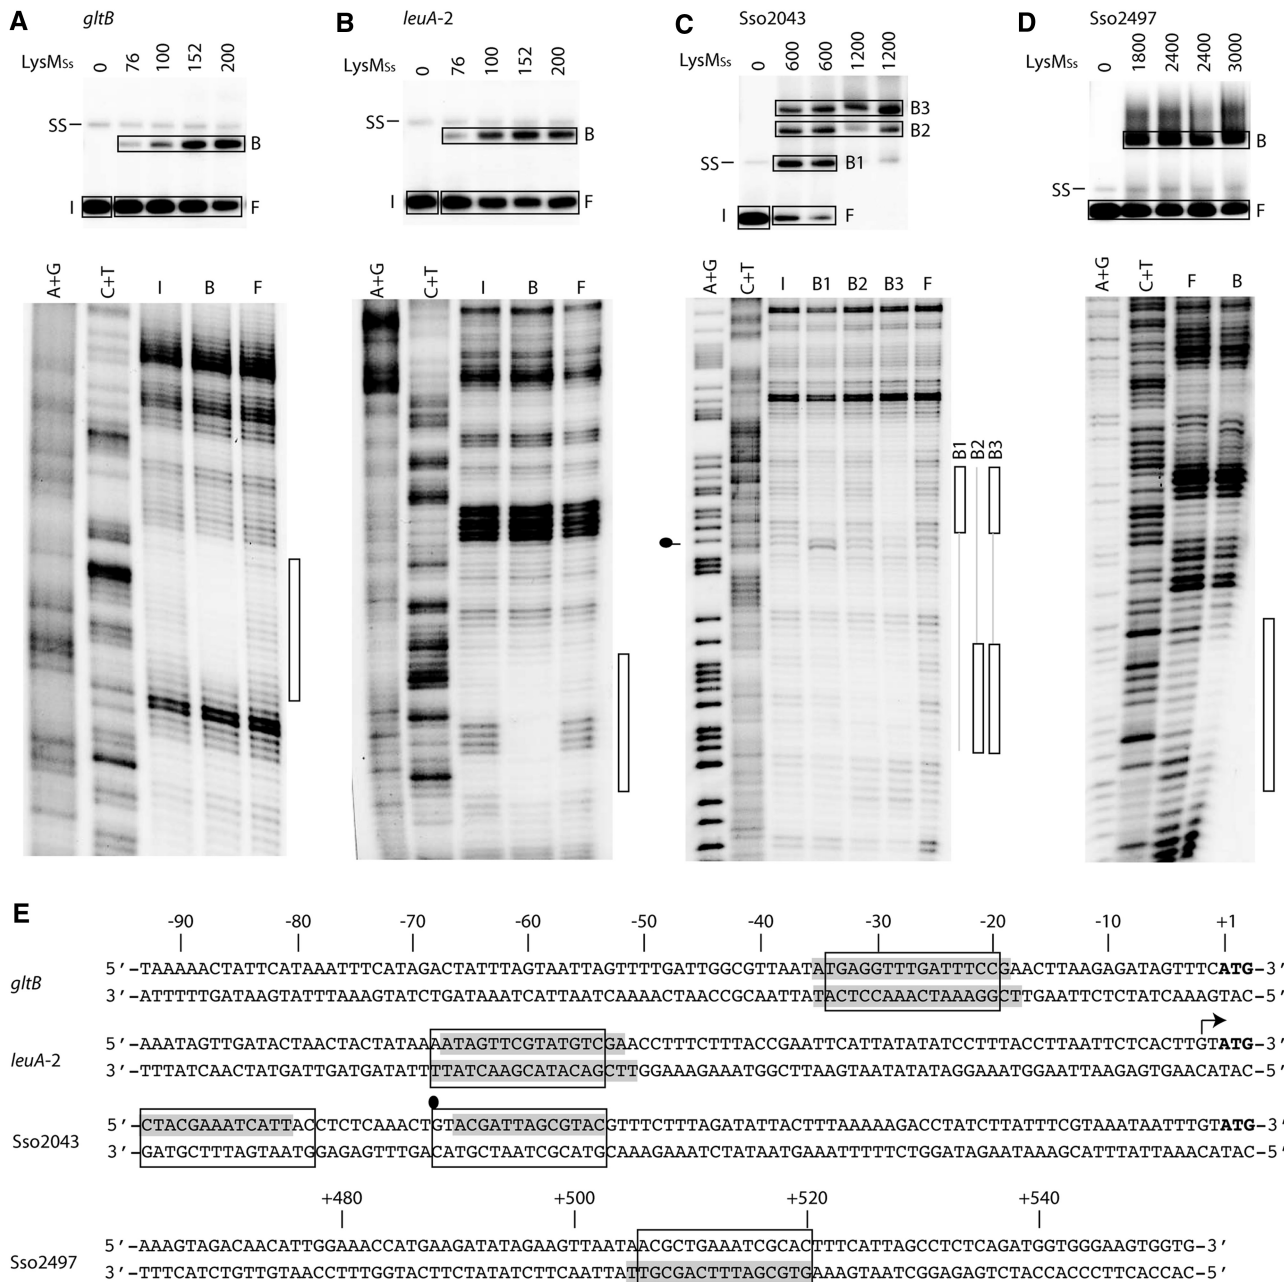 A gltB
LysMSs 0 76 100 152 200
SS
B
I F
A+G C+T I B F
B leuA-2
LysMSs 0 76 100 152 200
SS
B
I F
A+G C+T I B F
C Sso2043
LysMSs 0 600 600 1200 1200
B3
B2
SS B1
I F
A+G C+T I B1 B2 B3 F
B1 B2 B3
D Sso2497
LysMSs 0 1800 2400 2400 3000
B
SS
F
A+G C+T F B
E
-90 -80 -70 -60 -50 -40 -30 -20 -10 +1
gltB
5′-TAAAAACTATTCATAAATTTCATAGACTATTTAGTAATTAGTTTTGATTGGCGTTAATATGAGGTTTGATTTCCGAACTTAAGAGATAGTTTCATG-3′
3′-ATTTTTGATAAGTATTTAAAGTATCTGATAAATCATTAATCAAAACTAACCGCAATTATACTCCAAACTAAAGGCTTGAATTCTCTATCAAAGTAC-5′
leuA-2
5′-AAATAGTTGATACTAACTACTATAAAATAGTTCGTATGTCGAACCTTTCTTTACCGAATTCATTATATATCCTTTACCTTAATTCTCACTTGTATG-3′
3′-TTTATCAACTATGATTGATGATATTTTATCAAGCATACAGCTTGGAAAGAAATGGCTTAAGTAATATATAGGAAATGGAATTAAGAGTGAACATAC-5′
Sso2043
5′-CTACGAAATCATTACCTCTCAAACTGTACGATTAGCGTACGTTTCTTTAGATATTACTTTAAAAAGACCTATCTTATTTCGTAAATAATTTGTATG-3′
3′-GATGCTTTAGTAATGGAGAGTTTGACATGCTAATCGCATGCAAAGAAATCTATAATGAAATTTTTCTGGATAGAATAAAGCATTTATTAAACATAC-5′
+480 +500 +520 +540
Sso2497
5′-AAAGTAGACAACATTGGAAACCATGAAGATATAGAAGTTAATAACGCTGAAATCGCACTTTCATTAGCCTCTCAGATGGTGGGAAGTGGTG-3′
3′-TTTCATCTGTTGTAACCTTTGGTACTTCTATATCTTCAATTATTGCGACTTTAGCGTGAAAGTAATCGGAGAGTCTACCACCCTTCACCAC-5′